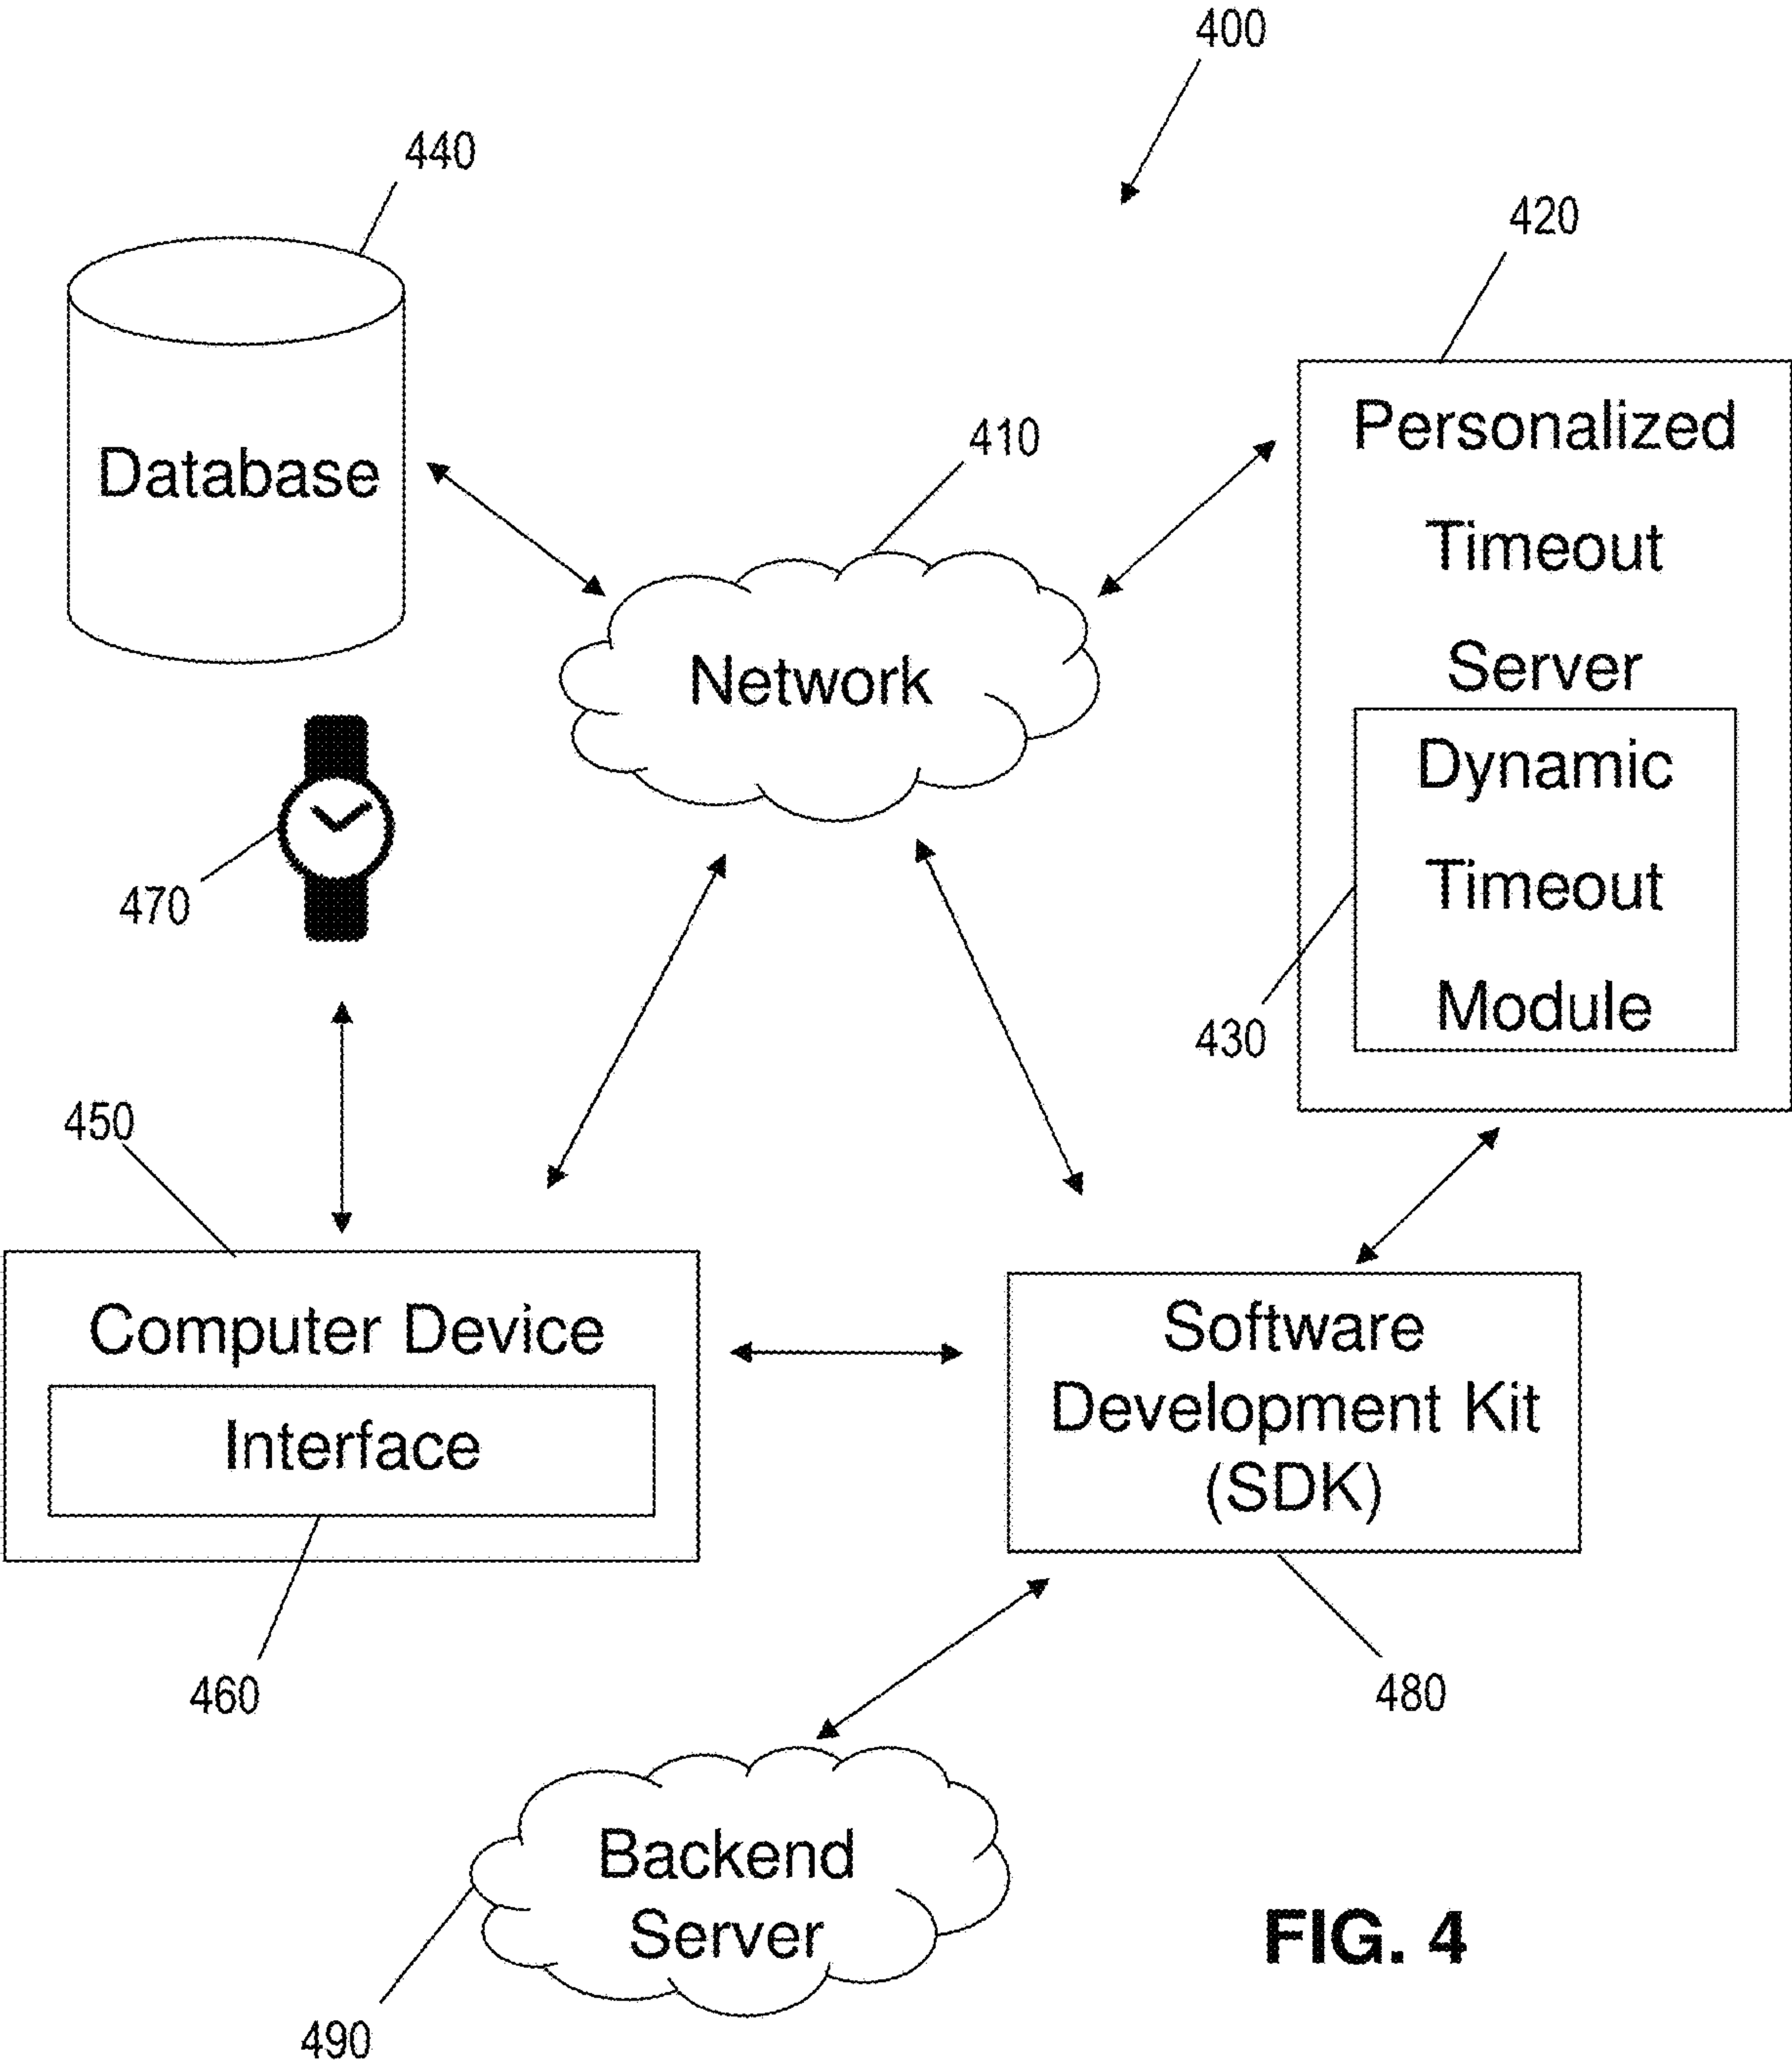 400
440
420
410
Personalized
Timeout
Server
Database
Network
Dynamic
Timeout
Module
470
430
450
Computer Device
Interface
Software
Development Kit
(SDK)
460
480
Backend
Server
490
FIG. 4